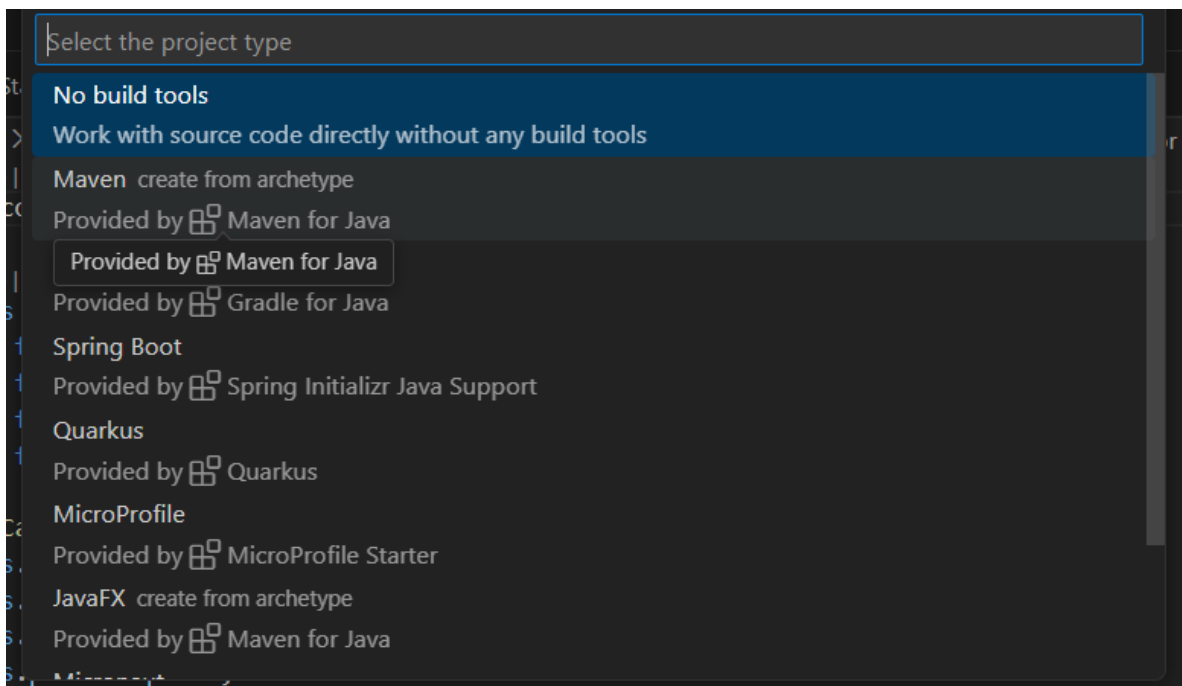 Select the project type
No build tools
Work with source code directly without any build tools
Maven create from archetype
Provided by Maven for Java
Provided by Maven for Java
Provided by Gradle for Java
Spring Boot
Provided by Spring Initializr Java Support
Quarkus
Provided by Quarkus
MicroProfile
Provided by MicroProfile Starter
JavaFX create from archetype
Provided by Maven for Java